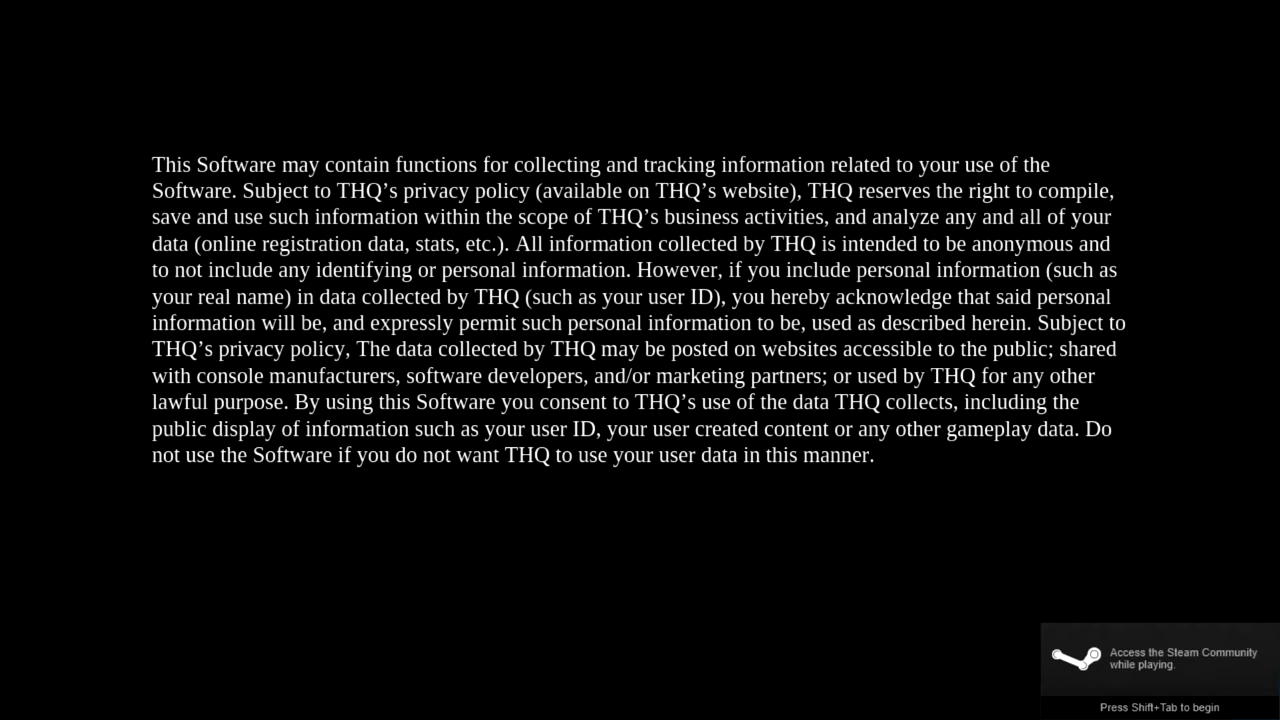 This Software may contain functions for collecting and tracking information related to your use of the
Software. Subject to THQ’s privacy policy (available on THQ’s website), THQ reserves the right to compile,
save and use such information within the scope of THQ’s business activities, and analyze any and all of your
data (online registration data, stats, etc.). All information collected by THQ is intended to be anonymous and
to not include any identifying or personal information. However, if you include personal information (such as
your real name) in data collected by THQ (such as your user ID), you hereby acknowledge that said personal
information will be, and expressly permit such personal information to be, used as described herein. Subject to
THQ’s privacy policy, The data collected by THQ may be posted on websites accessible to the public; shared
with console manufacturers, software developers, and/or marketing partners; or used by THQ for any other
lawful purpose. By using this Software you consent to THQ’s use of the data THQ collects, including the
public display of information such as your user ID, your user created content or any other gameplay data. Do
not use the Software if you do not want THQ to use your user data in this manner.
Access the Steam Community
while playing.
Press Shift+Tab to begin